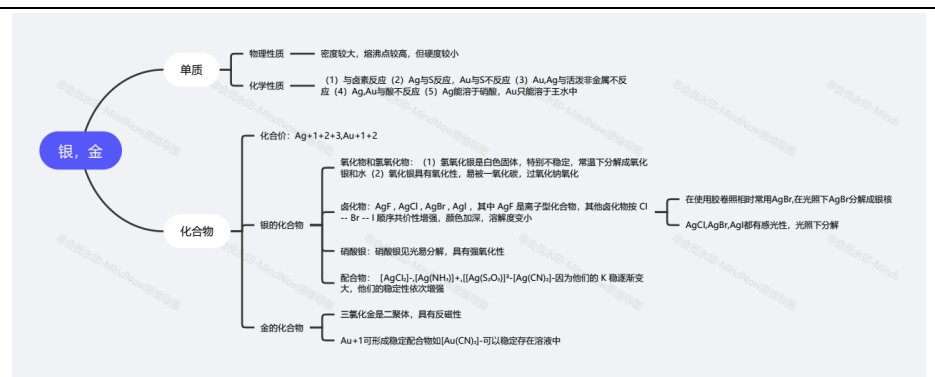 银，金
单质
物理性质
密度较大，熔沸点较高，但硬度较小
化学性质
（1）与卤素反应（2）Ag与S反应，Au与S不反应（3）Au,Ag与活泼非金属不反
应（4）Ag,Au与酸不反应（5）Ag能溶于硝酸，Au只能溶于王水中
化合物
化合价：Ag+1+2+3,Au+1+2
银的化合物
氧化物和氢氧化物：（1）氢氧化银是白色固体，特别不稳定，常温下分解成氧化
银和水（2）氧化银具有氧化性，易被一氧化碳，过氧化钠氧化
卤化物：AgF , AgCl , AgBr , AgI ，其中 AgF 是离子型化合物，其他卤化物按 Cl
-- Br -- I 顺序共价性增强，颜色加深，溶解度变小
在使用胶卷照相时常用AgBr,在光照下AgBr分解成银核
AgCl,AgBr,AgI都有感光性，光照下分解
硝酸银：硝酸银见光易分解，具有强氧化性
配合物： [AgCl₂]-,[Ag(NH₃)]+,[[Ag(S₂O₃)]³-[Ag(CN)₂]-因为他们的 K 稳逐渐变
大，他们的稳定性依次增强
金的化合物
三氯化金是二聚体，具有反磁性
Au+1可形成稳定配合物如[Au(CN)₂]-可以稳定存在溶液中